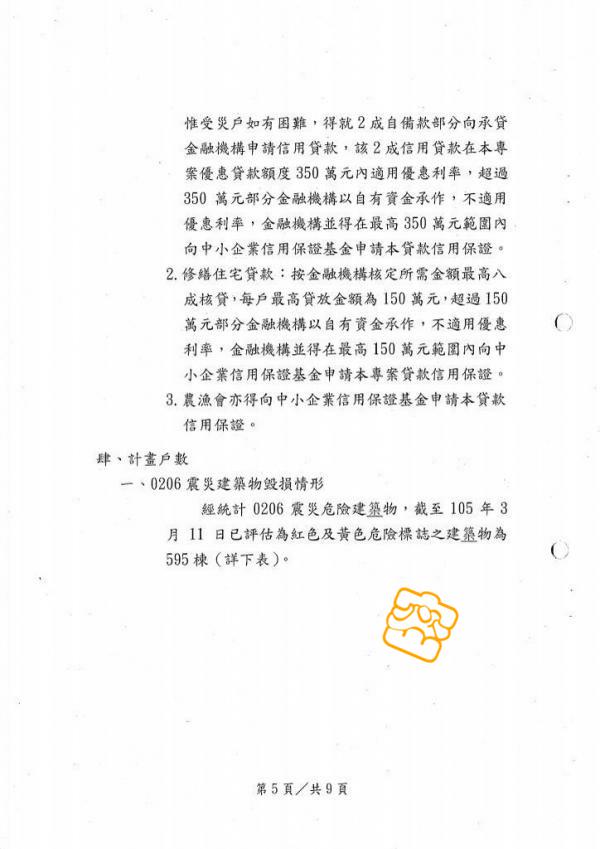 惟受災戶如有困難，得就2成自備款部分向承貸
金融機構申請信用貸款，該2成信用貸款在本專
案優惠貸款額度350萬元內適用優惠利率，超過
350萬元部分金融機構以自有資金承作，不適用
優惠利率，金融機構並得在最高350萬元範圍內
向中小企業信用保證基金申請本貸款信用保證。
2.修繕住宅貸款：按金融機構核定所需金額最高八
成核貸，每戶最高貸放金額為150萬元，超過150
萬元部分金融機構以自有資金承作，不適用優惠
利率，金融機構並得在最高150萬元範圍內向中
小企業信用保證基金申請本專案貸款信用保證。
3.農漁會亦得向中小企業信用保證基金申請本貸款
信用保證。
肆、計畫戶數
一、0206震災建築物毀損情形
經統計0206震災危險建築物，截至105年3
月11日已評估為紅色及黃色危險標誌之建築物為
595棟（詳下表）。
第5頁／共9頁